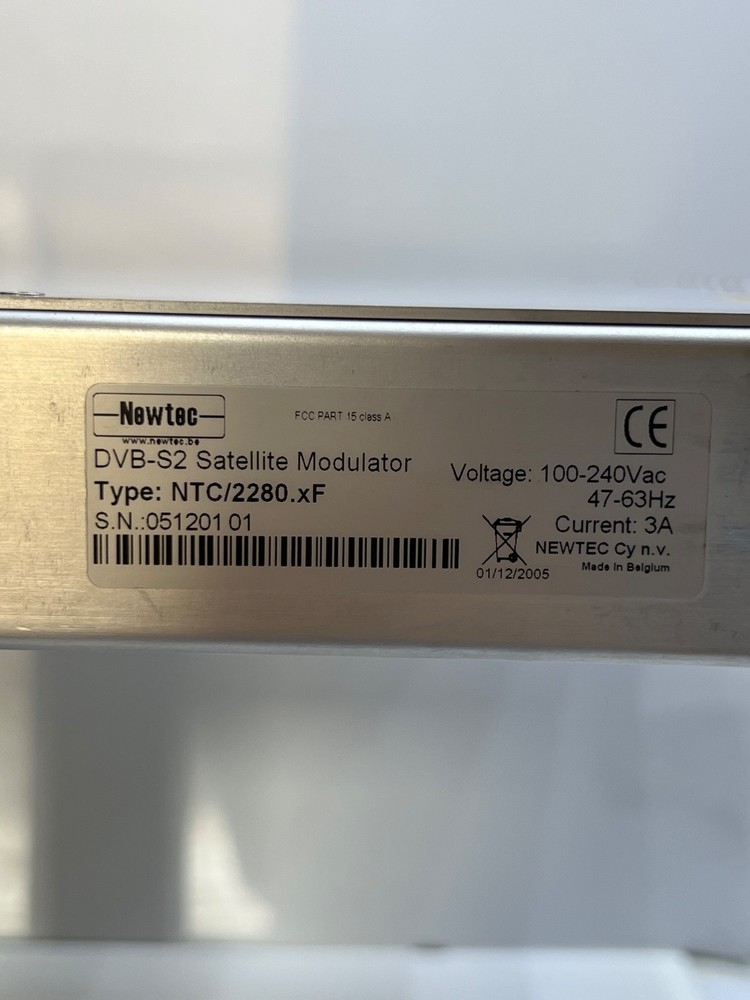 Newtec
www.newtec.be
FCC PART 15 class A
CE
DVB-S2 Satellite Modulator
Type: NTC/2280.xF
S.N.:051201 01
Voltage: 100-240Vac
47-63Hz
Current: 3A
NEWTEC Cy n.v.
Made in Belgium
01/12/2005